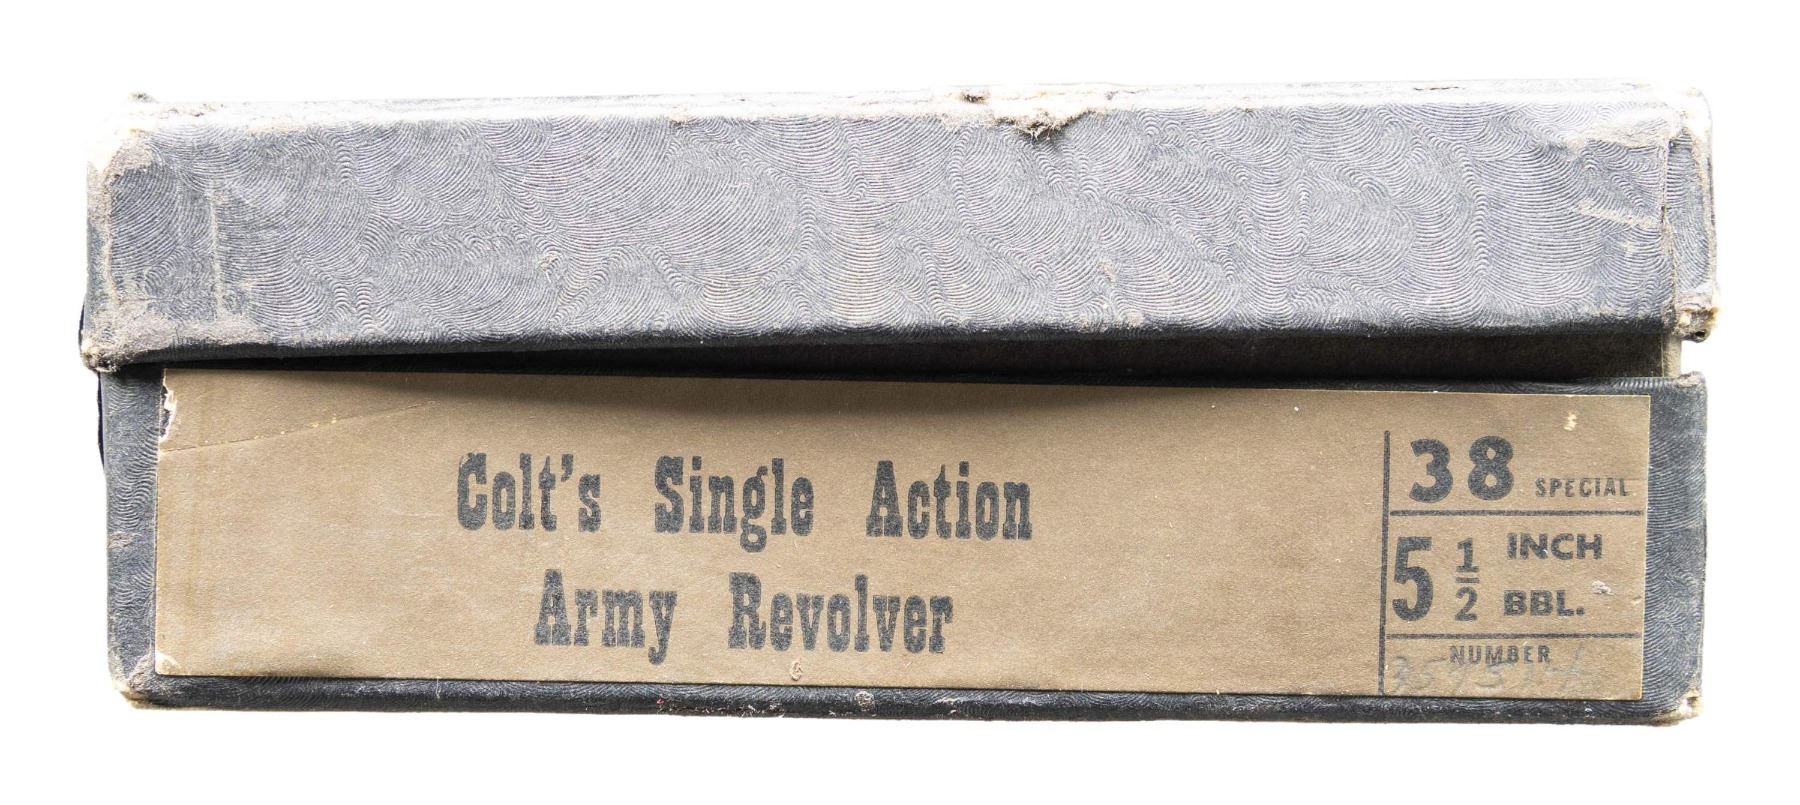 Colt's Single Action
Army Revolver
38 SPECIAL
5 1/2 INCH BBL.
NUMBER